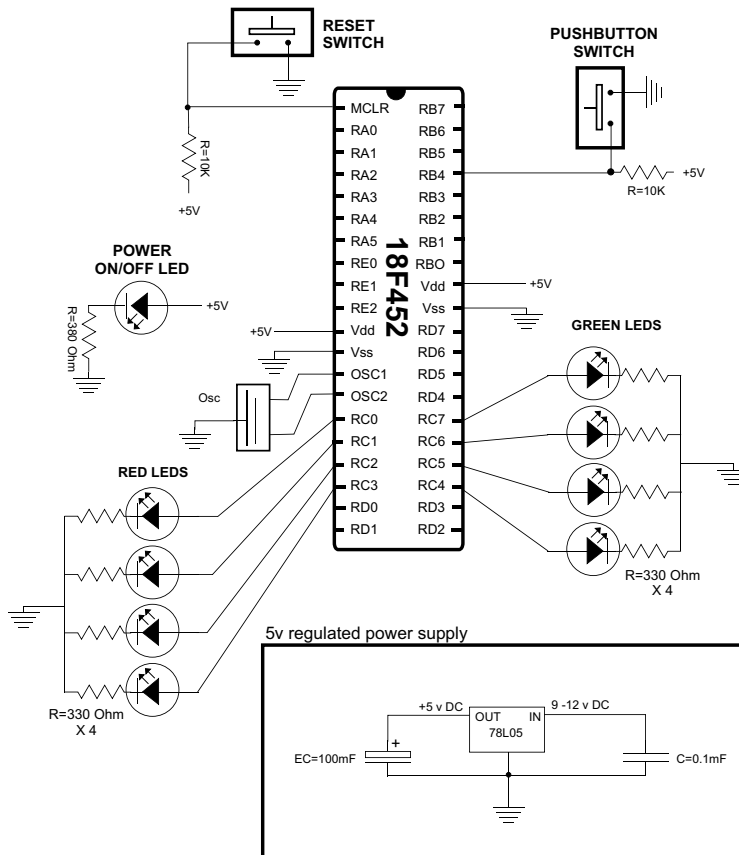 RESET
SWITCH
PUSHBUTTON
SWITCH
MCLR
RA0
RA1
RA2
RA3
RA4
RA5
RE0
RE1
RE2
Vdd
Vss
OSC1
OSC2
RC0
RC1
RC2
RC3
RD0
RD1
18F452
RB7
RB6
RB5
RB4
RB3
RB2
RB1
RBO
Vdd
Vss
RD7
RD6
RD5
RD4
RC7
RC6
RC5
RC4
RD3
RD2
R=10K
+5V
R=10K
+5V
POWER
ON/OFF LED
+5V
R=380 Ohm
+5V
+5V
Osc
GREEN LEDS
RED LEDS
R=330 Ohm
X 4
R=330 Ohm
X 4
5v regulated power supply
+5 v DC
OUT IN
78L05
9 -12 v DC
+
EC=100mF
C=0.1mF